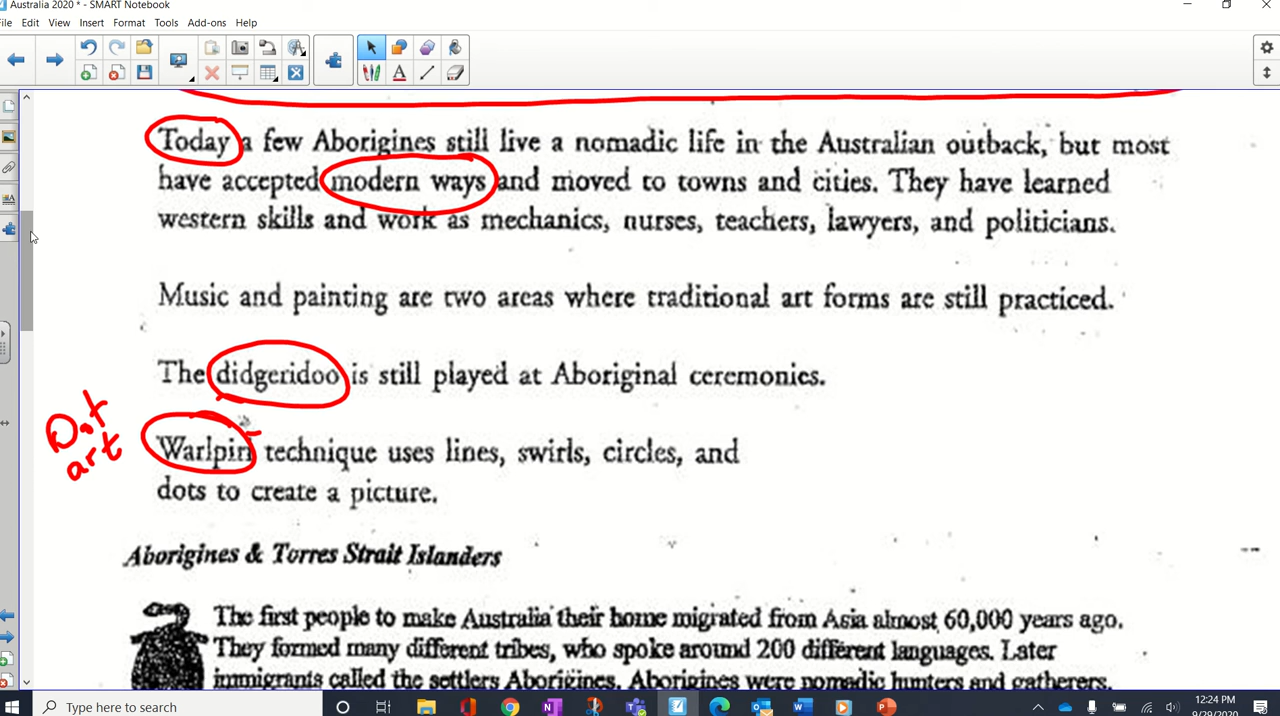 Australia 2020 * - SMART Notebook
File Edit View Insert Format Tools Add-ons Help
Today a few Aborigines still live a nomadic life in the Australian outback, but most
have accepted modern ways and moved to towns and cities. They have learned
western skills and work as mechanics, nurses, teachers, lawyers, and politicians.
Music and painting are two areas where traditional art forms are still practiced.
The didgeridoo is still played at Aboriginal ceremonies.
Dot
art
Warlpiri technique uses lines, swirls, circles, and
dots to create a picture.
Aborigines & Torres Strait Islanders
The first people to make Australia their home migrated from Asia almost 60,000 years ago.
They formed many different tribes, who spoke around 200 different languages. Later
immigrants called the settlers Aborigines. Aborigines were nomadic hunters and gatherers.
Type here to search
12:24 PM
9/29/2020